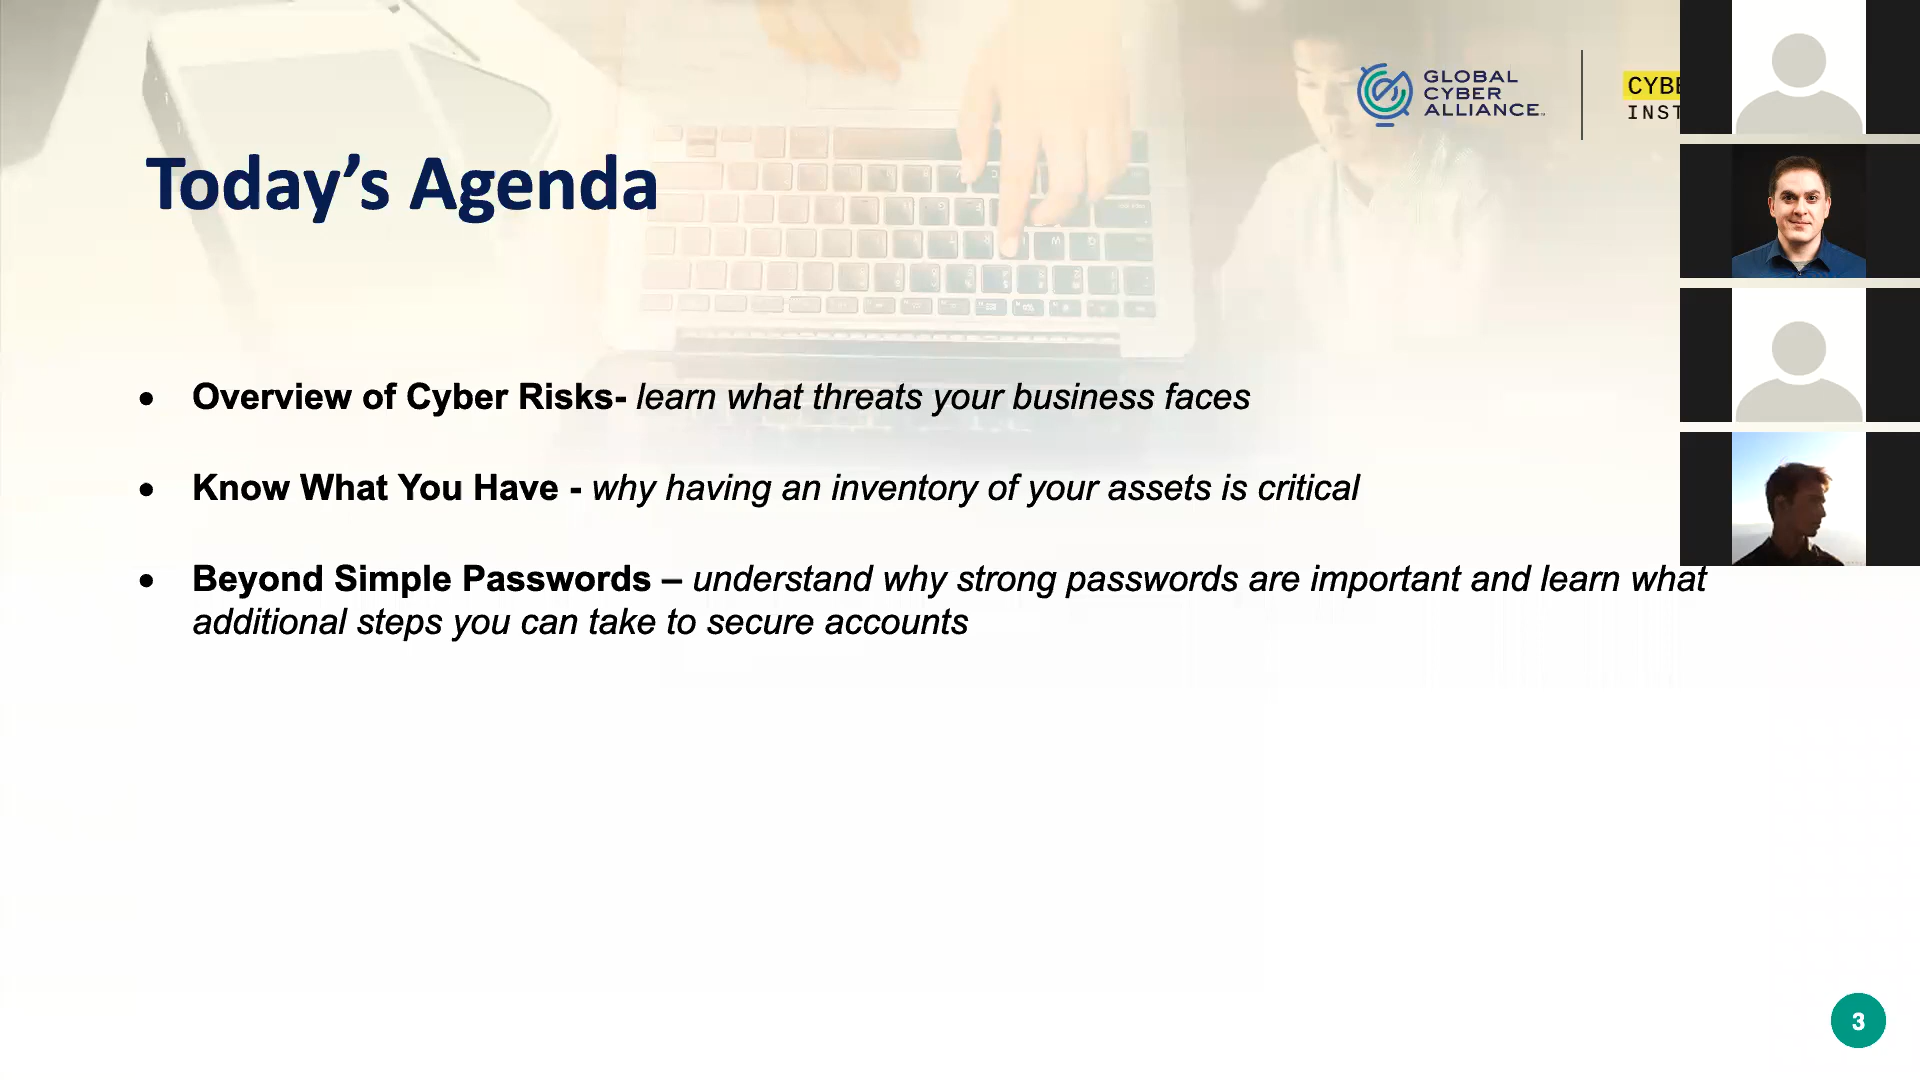 GLOBAL
CYBER
ALLIANCE
Today’s Agenda
• Overview of Cyber Risks- learn what threats your business faces
• Know What You Have - why having an inventory of your assets is critical
• Beyond Simple Passwords – understand why strong passwords are important and learn what
additional steps you can take to secure accounts
3